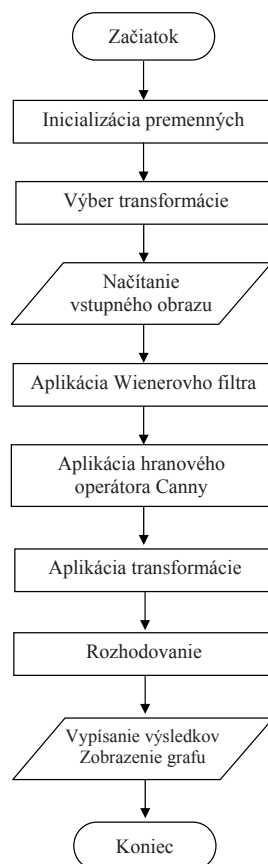 Začiatok
Inicializácia premenných
Výber transformácie
Načítanie
vstupného obrazu
Aplikácia Wienerovho filtra
Aplikácia hranového
operátora Canny
Aplikácia transformácie
Rozhodovanie
Vypísanie výsledkov
Zobrazenie grafu
Koniec